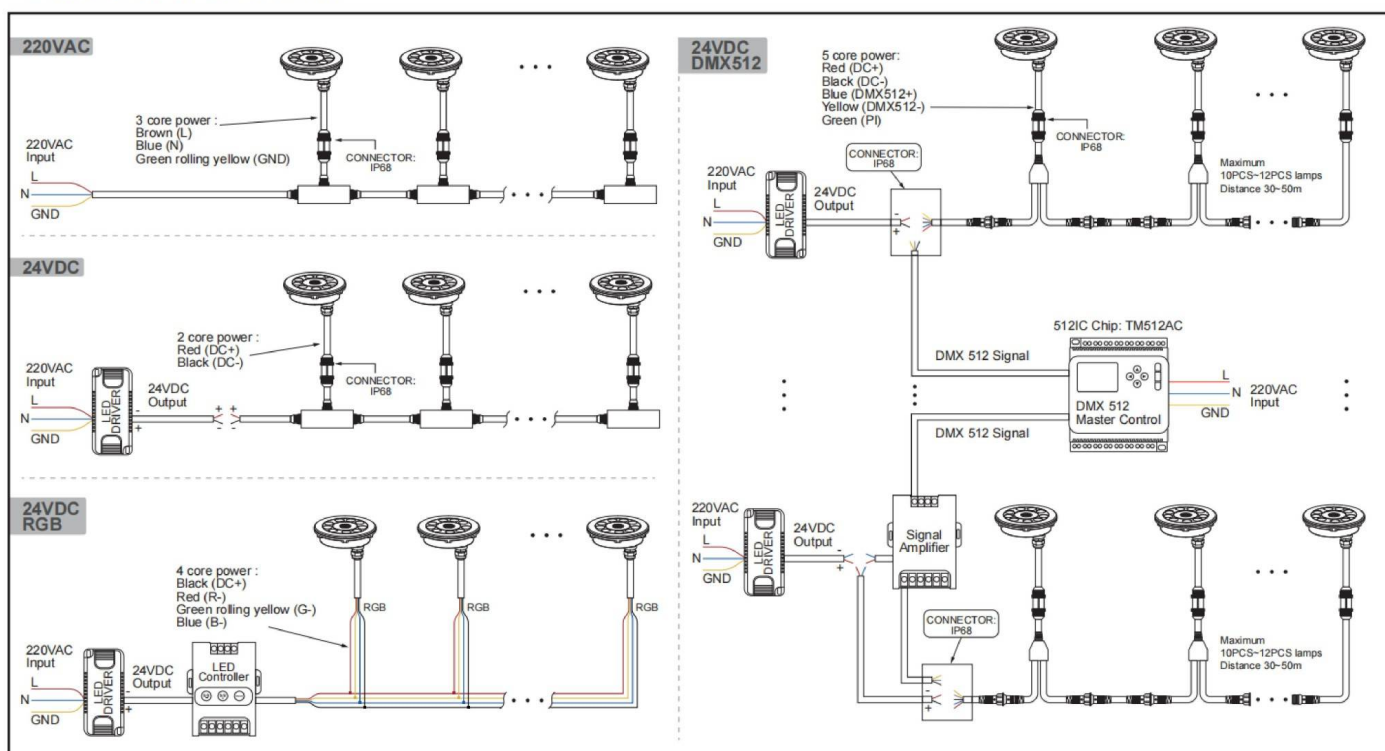 220VAC
3 core power :
Brown (L)
Blue (N)
Green rolling yellow (GND)
CONNECTOR:
IP68
220VAC
Input
L
N
GND
24VDC
2 core power :
Red (DC+)
Black (DC-)
CONNECTOR:
IP68
220VAC
Input
L
N
GND
LED
DRIVER
24VDC
Output
-
+
+ +
- -
24VDC
RGB
4 core power :
Black (DC+)
Red (R-)
Green rolling yellow (G-)
Blue (B-)
RGB
RGB
RGB
220VAC
Input
L
N
GND
LED
DRIVER
24VDC
Output
-
+
LED
Controller
24VDC
DMX512
5 core power:
Red (DC+)
Black (DC-)
Blue (DMX512+)
Yellow (DMX512-)
Green (PI)
CONNECTOR:
IP68
CONNECTOR:
IP68
Maximum
10PCS~12PCS lamps
Distance 30~50m
220VAC
Input
L
N
GND
LED
DRIVER
24VDC
Output
-
+
512IC Chip: TM512AC
DMX 512 Signal
DMX 512
Master Control
L
N
GND
220VAC
Input
DMX 512 Signal
220VAC
Input
L
N
GND
LED
DRIVER
24VDC
Output
-
+
Signal
Amplifier
CONNECTOR:
IP68
-
+
Maximum
10PCS~12PCS lamps
Distance 30~50m